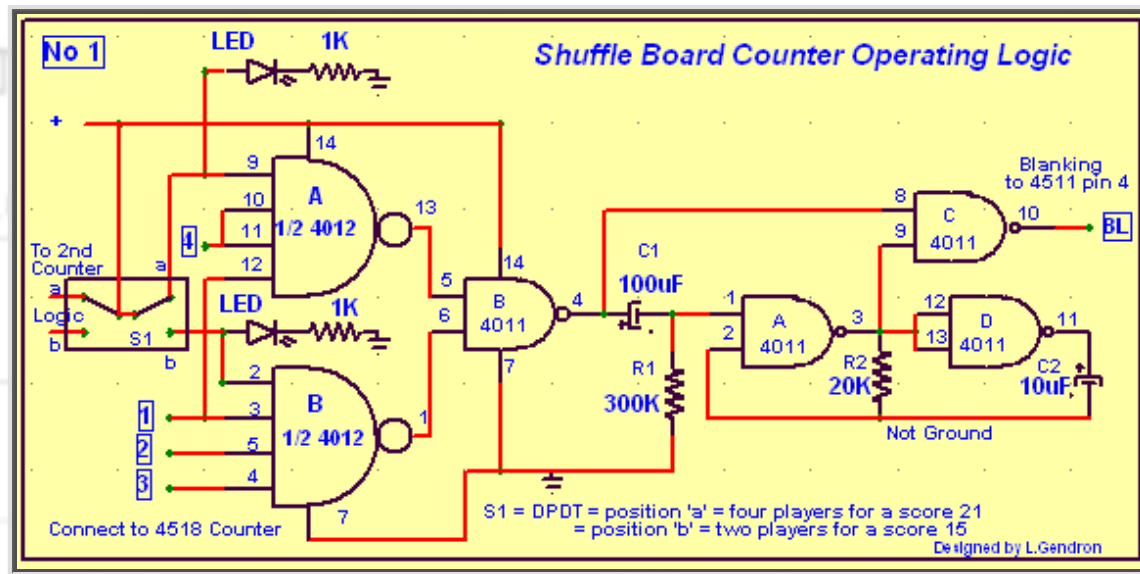 No 1
LED 1K
Shuffle Board Counter Operating Logic
+
14
9
A
10
11
1/2 4012
13
12
4
Blanking
to 4511 pin 4
8
C
10
BL
9
4011
To 2nd
Counter
a
a
Logic
b
S1
b
LED 1K
14
5
B
4
6
4011
7
C1
100uF
1
A
3
2
4011
12
D
11
13
4011
R1
300K
R2
20K
C2
10uF
Not Ground
2
B
1
3
1/2 4012
1
2
5
3
4
7
Connect to 4518 Counter
S1 = DPDT = position 'a' = four players for a score 21
= position 'b' = two players for a score 15
Designed by L.Gendron